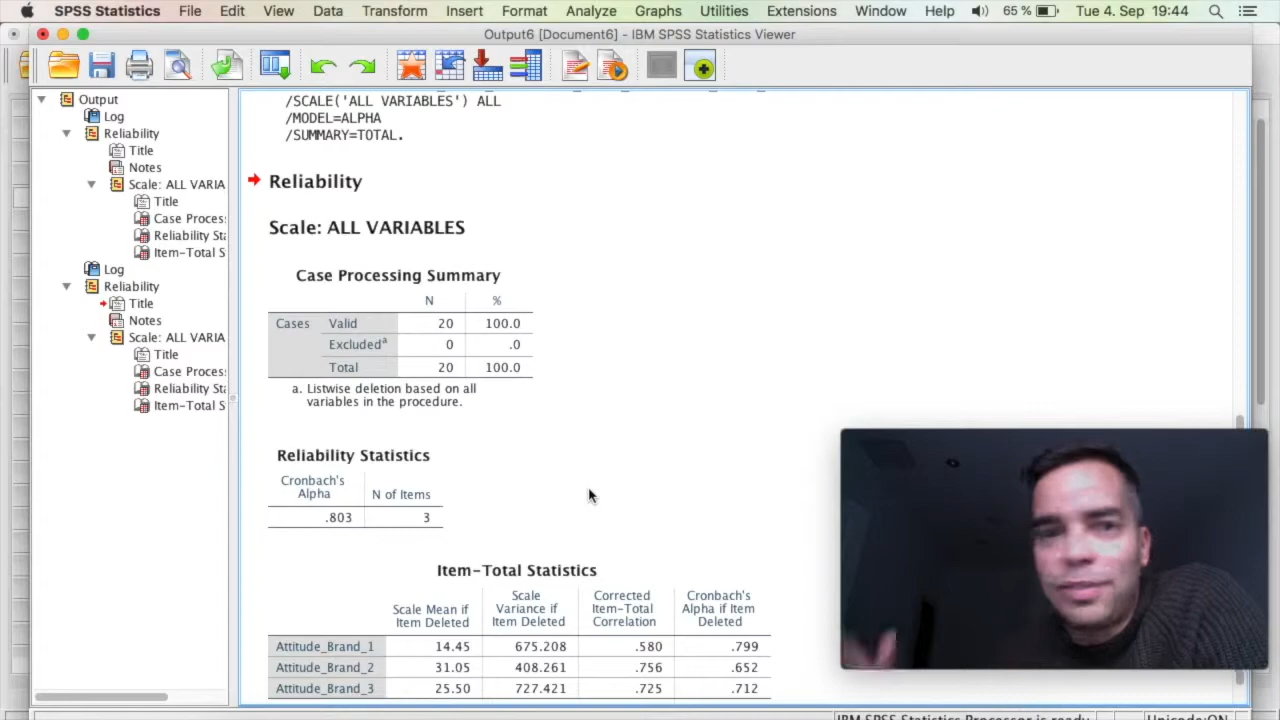 SPSS Statistics File Edit View Data Transform Insert Format Analyze Graphs Utilities Extensions Window Help 65 % Tue 4. Sep 19:44
Output6 [Document6] - IBM SPSS Statistics Viewer
Output
Log
Reliability
Title
Notes
Scale: ALL VARIA
Title
Case Process
Reliability Sta
Item-Total S
Log
Reliability
Title
Notes
Scale: ALL VARIA
Title
Case Process
Reliability Sta
Item-Total S
/SCALE('ALL VARIABLES') ALL
/MODEL=ALPHA
/SUMMARY=TOTAL.
Reliability
Scale: ALL VARIABLES
Case Processing Summary
N %
Cases Valid 20 100.0
Excluded a 0 .0
Total 20 100.0
a. Listwise deletion based on all
variables in the procedure.
Reliability Statistics
Cronbach's
Alpha N of Items
.803 3
Item-Total Statistics
Scale Mean if
Item Deleted
Scale
Variance if
Item Deleted
Corrected
Item-Total
Correlation
Cronbach's
Alpha if Item
Deleted
Attitude_Brand_1 14.45 675.208 .580 .799
Attitude_Brand_2 31.05 408.261 .756 .652
Attitude_Brand_3 25.50 727.421 .725 .712
IBM SPSS Statistics Processor is ready Unicode:ON